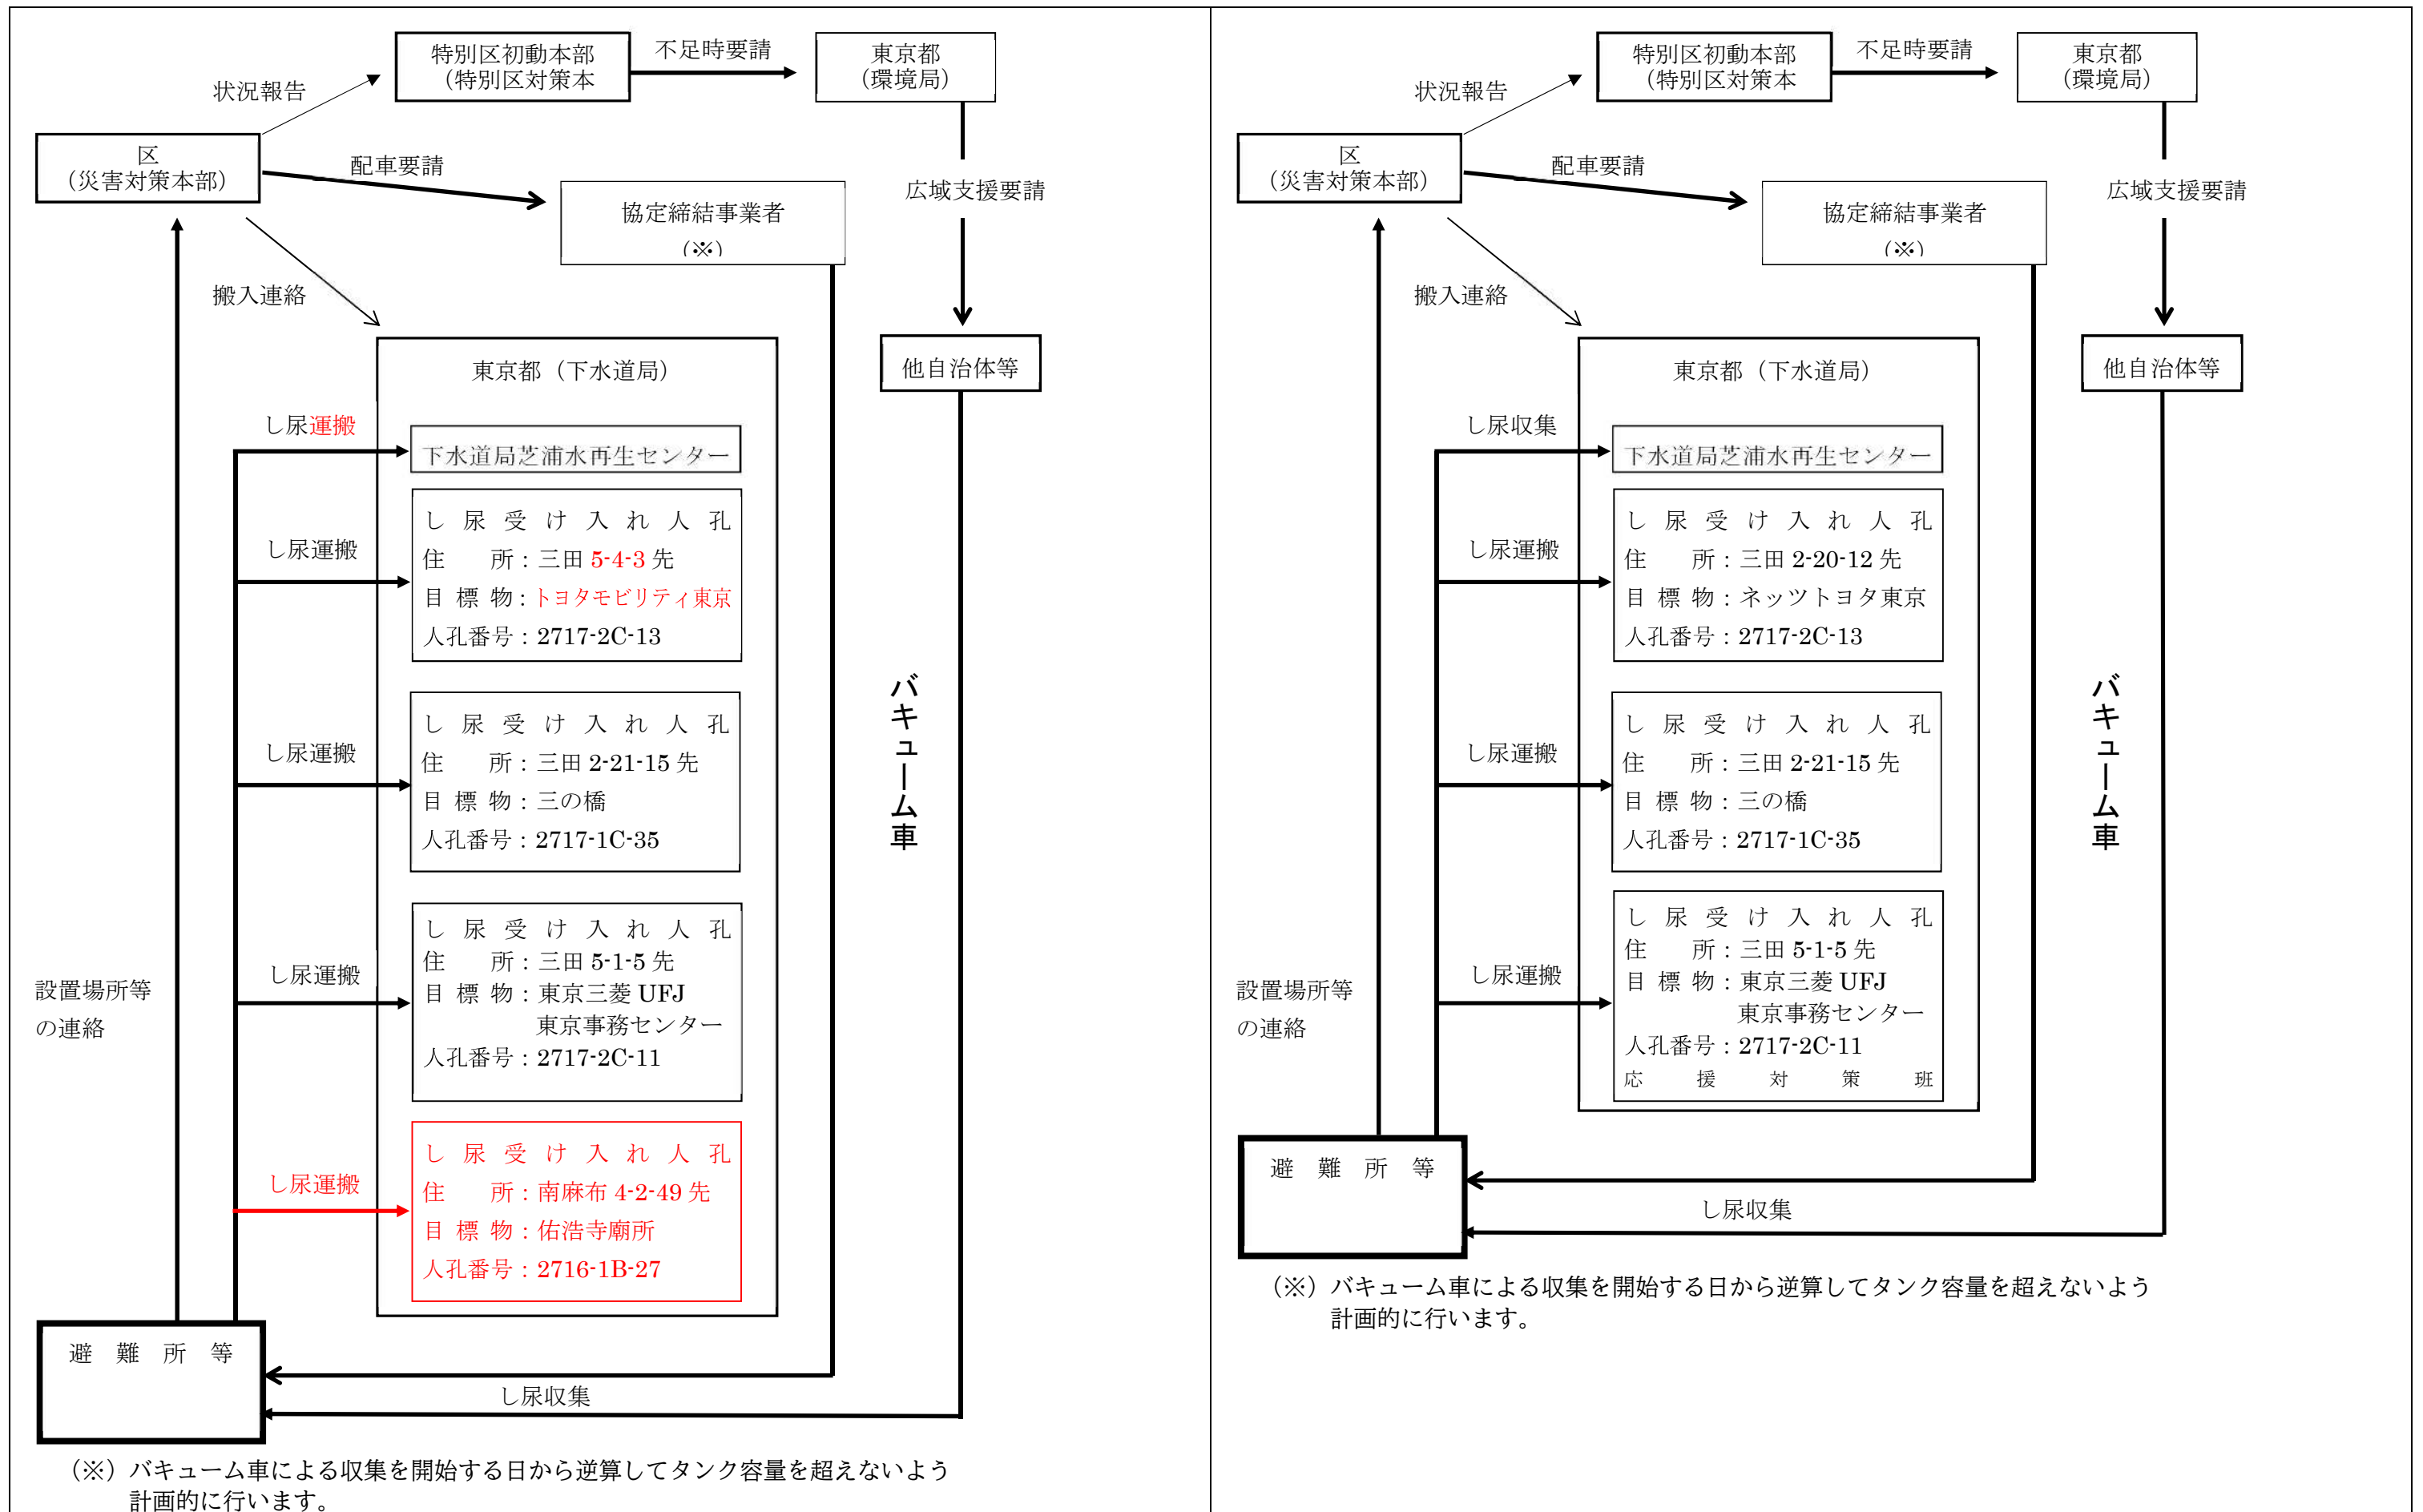 特別区初動本部
（特別区対策本
不足時要請
東京都
（環境局）
状況報告
区
（災害対策本部）
配車要請
協定締結事業者
（※）
広域支援要請
搬入連絡
東京都（下水道局）
他自治体等
し尿運搬
下水道局芝浦水再生センター
し尿受け入れ人孔
住　　所：三田 5-4-3 先
目 標 物：トヨタモビリティ東京
人孔番号：2717-2C-13
し尿運搬
し尿受け入れ人孔
住　　所：三田 2-21-15 先
目 標 物：三の橋
人孔番号：2717-1C-35
し尿運搬
バキューム車
し尿受け入れ人孔
住　　所：三田 5-1-5 先
目 標 物：東京三菱 UFJ
東京事務センター
人孔番号：2717-2C-11
し尿運搬
設置場所等
の連絡
し尿受け入れ人孔
住　　所：南麻布 4-2-49 先
目 標 物：佑浩寺廟所
人孔番号：2716-1B-27
し尿運搬
避　難　所　等
し尿収集
（※）バキューム車による収集を開始する日から逆算してタンク容量を超えないよう
計画的に行います。
特別区初動本部
（特別区対策本
不足時要請
東京都
（環境局）
状況報告
区
（災害対策本部）
配車要請
協定締結事業者
（※）
広域支援要請
搬入連絡
東京都（下水道局）
他自治体等
し尿収集
下水道局芝浦水再生センター
し尿受け入れ人孔
住　　所：三田 2-20-12 先
目 標 物：ネッツトヨタ東京
人孔番号：2717-2C-13
し尿運搬
し尿受け入れ人孔
住　　所：三田 2-21-15 先
目 標 物：三の橋
人孔番号：2717-1C-35
し尿運搬
バキューム車
し尿受け入れ人孔
住　　所：三田 5-1-5 先
目 標 物：東京三菱 UFJ
東京事務センター
人孔番号：2717-2C-11
応　援　対　策　班
し尿運搬
設置場所等
の連絡
避　難　所　等
し尿収集
（※）バキューム車による収集を開始する日から逆算してタンク容量を超えないよう
計画的に行います。